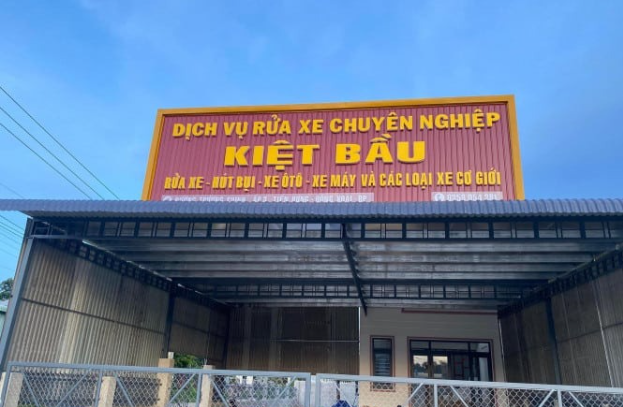 DỊCH VỤ RỬA XE CHUYÊN NGHIỆP
KIỆT BẦU
RỬA XE - HÚT BỤI - XE ÔTÔ - XE MÁY VÀ CÁC LOẠI XE CƠ GIỚI